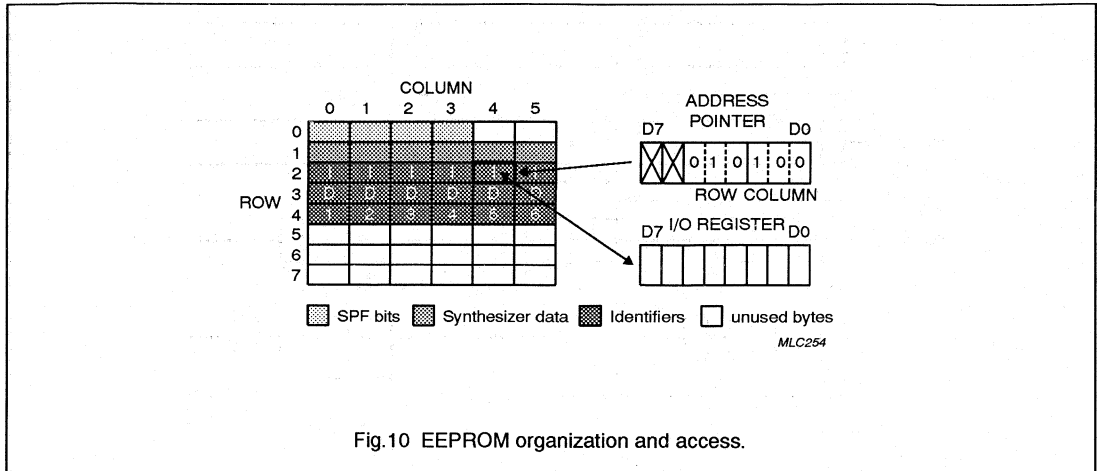 COLUMN
0 1 2 3 4 5
ROW
0
1
2 I I I I I I
3 D D D D D D
4 1 2 3 4 5 6
5
6
7
ADDRESS
POINTER
D7 D0
0 1 0 1 0 0
ROW COLUMN
I/O REGISTER
D7 D0
SPF bits Synthesizer data Identifiers unused bytes
MLC254
Fig.10 EEPROM organization and access.